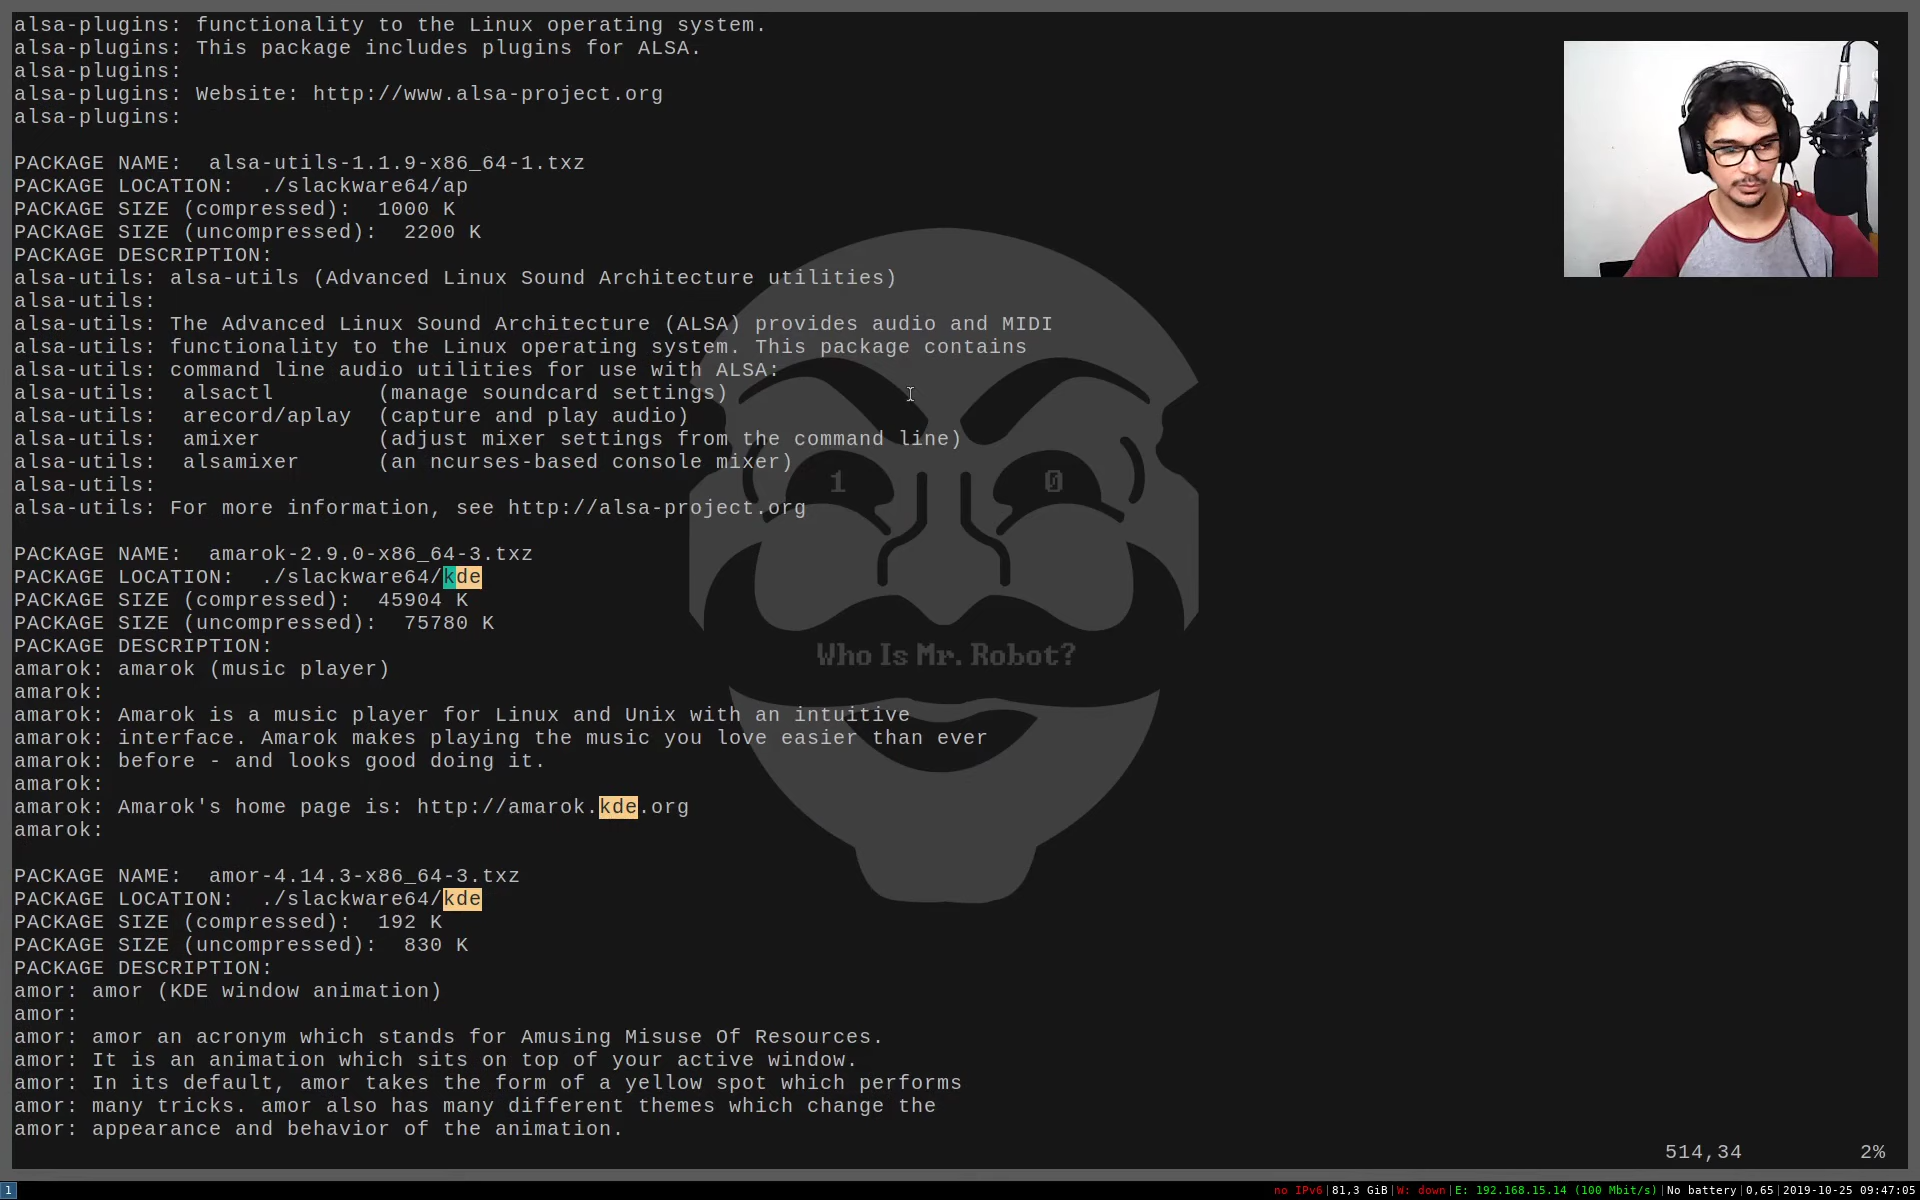 alsa-plugins: functionality to the Linux operating system.
alsa-plugins: This package includes plugins for ALSA.
alsa-plugins:
alsa-plugins: Website: http://www.alsa-project.org
alsa-plugins:
PACKAGE NAME:  alsa-utils-1.1.9-x86_64-1.txz
PACKAGE LOCATION:  ./slackware64/ap
PACKAGE SIZE (compressed):  1000 K
PACKAGE SIZE (uncompressed):  2200 K
PACKAGE DESCRIPTION:
alsa-utils: alsa-utils (Advanced Linux Sound Architecture utilities)
alsa-utils:
alsa-utils: The Advanced Linux Sound Architecture (ALSA) provides audio and MIDI
alsa-utils: functionality to the Linux operating system. This package contains
alsa-utils: command line audio utilities for use with ALSA:
alsa-utils:  alsactl        (manage soundcard settings)
alsa-utils:  arecord/aplay  (capture and play audio)
alsa-utils:  amixer         (adjust mixer settings from the command line)
alsa-utils:  alsamixer      (an ncurses-based console mixer)
1 0
alsa-utils:
alsa-utils: For more information, see http://alsa-project.org
PACKAGE NAME:  amarok-2.9.0-x86_64-3.txz
PACKAGE LOCATION:  ./slackware64/kde
PACKAGE SIZE (compressed):  45904 K
PACKAGE SIZE (uncompressed):  75780 K
PACKAGE DESCRIPTION:
Who Is Mr. Robot?
amarok: amarok (music player)
amarok:
amarok: Amarok is a music player for Linux and Unix with an intuitive
amarok: interface. Amarok makes playing the music you love easier than ever
amarok: before - and looks good doing it.
amarok:
amarok: Amarok's home page is: http://amarok.kde.org
amarok:
PACKAGE NAME:  amor-4.14.3-x86_64-3.txz
PACKAGE LOCATION:  ./slackware64/kde
PACKAGE SIZE (compressed):  192 K
PACKAGE SIZE (uncompressed):  830 K
PACKAGE DESCRIPTION:
amor: amor (KDE window animation)
amor:
amor: amor an acronym which stands for Amusing Misuse Of Resources.
amor: It is an animation which sits on top of your active window.
amor: In its default, amor takes the form of a yellow spot which performs
amor: many tricks. amor also has many different themes which change the
amor: appearance and behavior of the animation.
514,34 2%
1 no IPv6|81,3 GiB|W: down|E: 192.168.15.14 (100 Mbit/s)|No battery|0,65|2019-10-25 09:47:05